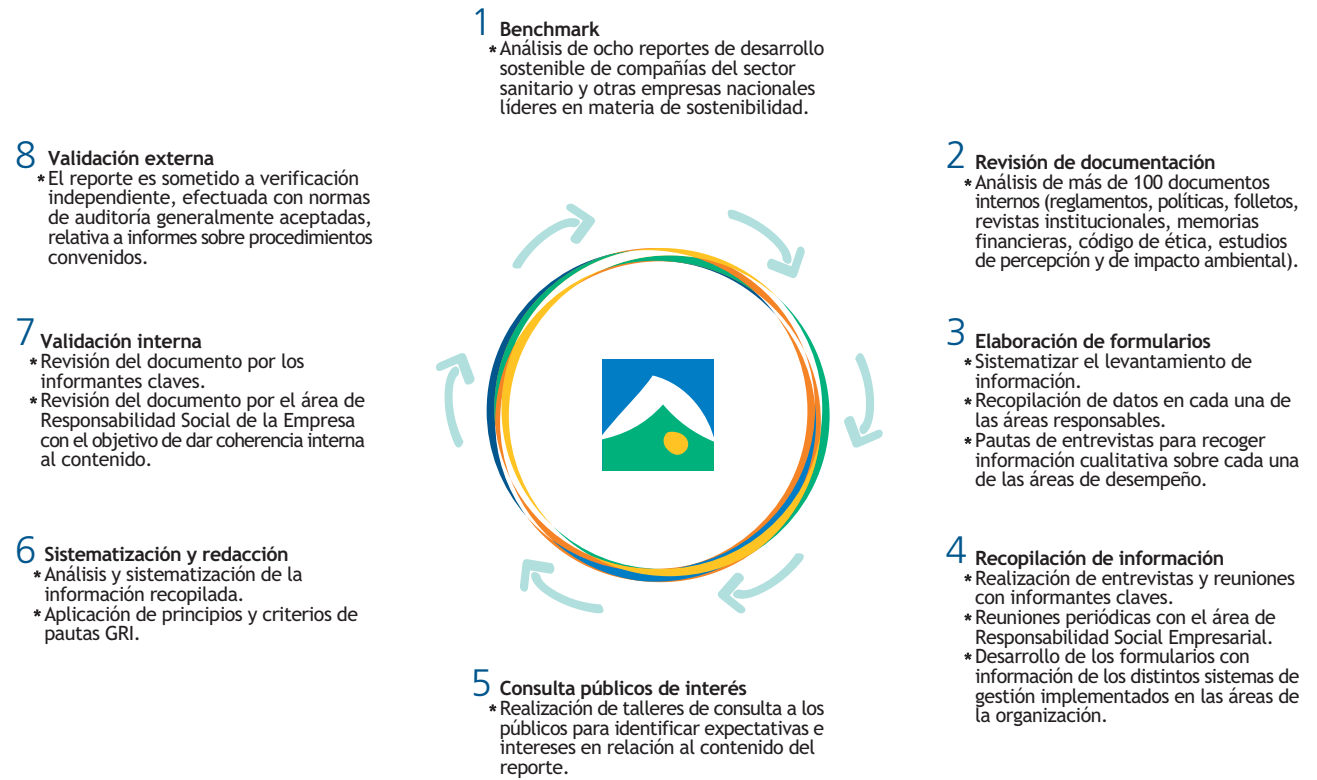 1 Benchmark
* Análisis de ocho reportes de desarrollo
sostenible de compañías del sector
sanitario y otras empresas nacionales
líderes en materia de sostenibilidad.
2 Revisión de documentación
* Análisis de más de 100 documentos
internos (reglamentos, políticas, folletos,
revistas institucionales, memorias
financieras, código de ética, estudios
de percepción y de impacto ambiental).
3 Elaboración de formularios
* Sistematizar el levantamiento de
información.
* Recopilación de datos en cada una de
las áreas responsables.
* Pautas de entrevistas para recoger
información cualitativa sobre cada una
de las áreas de desempeño.
4 Recopilación de información
* Realización de entrevistas y reuniones
con informantes claves.
* Reuniones periódicas con el área de
Responsabilidad Social Empresarial.
* Desarrollo de los formularios con
información de los distintos sistemas de
gestión implementados en las áreas de
la organización.
5 Consulta públicos de interés
* Realización de talleres de consulta a los
públicos para identificar expectativas e
intereses en relación al contenido del
reporte.
6 Sistematización y redacción
* Análisis y sistematización de la
información recopilada.
* Aplicación de principios y criterios de
pautas GRI.
7 Validación interna
* Revisión del documento por los
informantes claves.
* Revisión del documento por el área de
Responsabilidad Social de la Empresa
con el objetivo de dar coherencia interna
al contenido.
8 Validación externa
* El reporte es sometido a verificación
independiente, efectuada con normas
de auditoría generalmente aceptadas,
relativa a informes sobre procedimientos
convenidos.